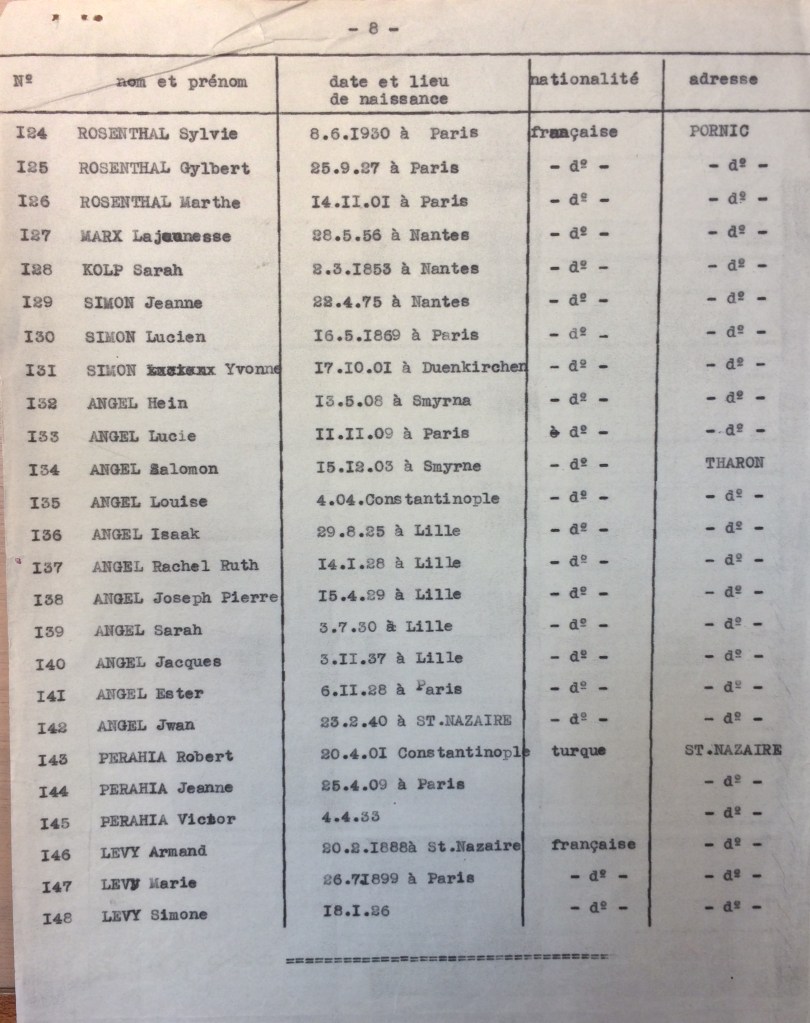 - 8 -
Nº nom et prénom date et lieu de naissance nationalité adresse
I24 ROSENTHAL Sylvie 8.6.I930 à Paris française PORNIC
I25 ROSENTHAL Gylbert 25.9.27 à Paris - dº - - dº -
I26 ROSENTHAL Marthe I4.II.0I à Paris - dº - - dº -
I27 MARX Lajeunesse 28.5.56 à Nantes - dº - - dº -
I28 KOLP Sarah 2.3.I853 à Nantes - dº - - dº -
I29 SIMON Jeanne 22.4.75 à Nantes - dº - - dº -
I30 SIMON Lucien I6.5.I869 à Paris - dº - - dº -
I3I SIMON Yvonne I7.I0.0I à Duenkirchen - dº - - dº -
I32 ANGEL Hein I3.5.08 à Smyrna - dº - - dº -
I33 ANGEL Lucie II.II.09 à Paris - dº - - dº -
I34 ANGEL Salomon I5.I2.03 à Smyrne - dº - THARON
I35 ANGEL Louise 4.04.Constantinople - dº - - dº -
I36 ANGEL Isaak 29.8.25 à Lille - dº - - dº -
I37 ANGEL Rachel Ruth I4.I.28 à Lille - dº - - dº -
I38 ANGEL Joseph Pierre I5.4.29 à Lille - dº - - dº -
I39 ANGEL Sarah 3.7.30 à Lille - dº - - dº -
I40 ANGEL Jacques 3.II.37 à Lille - dº - - dº -
I4I ANGEL Ester 6.II.28 à Paris - dº - - dº -
I42 ANGEL Jwan 23.2.40 à ST.NAZAIRE - dº - - dº -
I43 PERAHIA Robert 20.4.0I Constantinople turque ST.NAZAIRE
I44 PERAHIA Jeanne 25.4.09 à Paris - dº -
I45 PERAHIA Victor 4.4.33 - dº -
I46 LEVY Armand 20.2.I888à St.Nazaire française - dº -
I47 LEVY Marie 26.7I899 à Paris - dº - - dº -
I48 LEVY Simone I8.I.26 - dº - - dº -